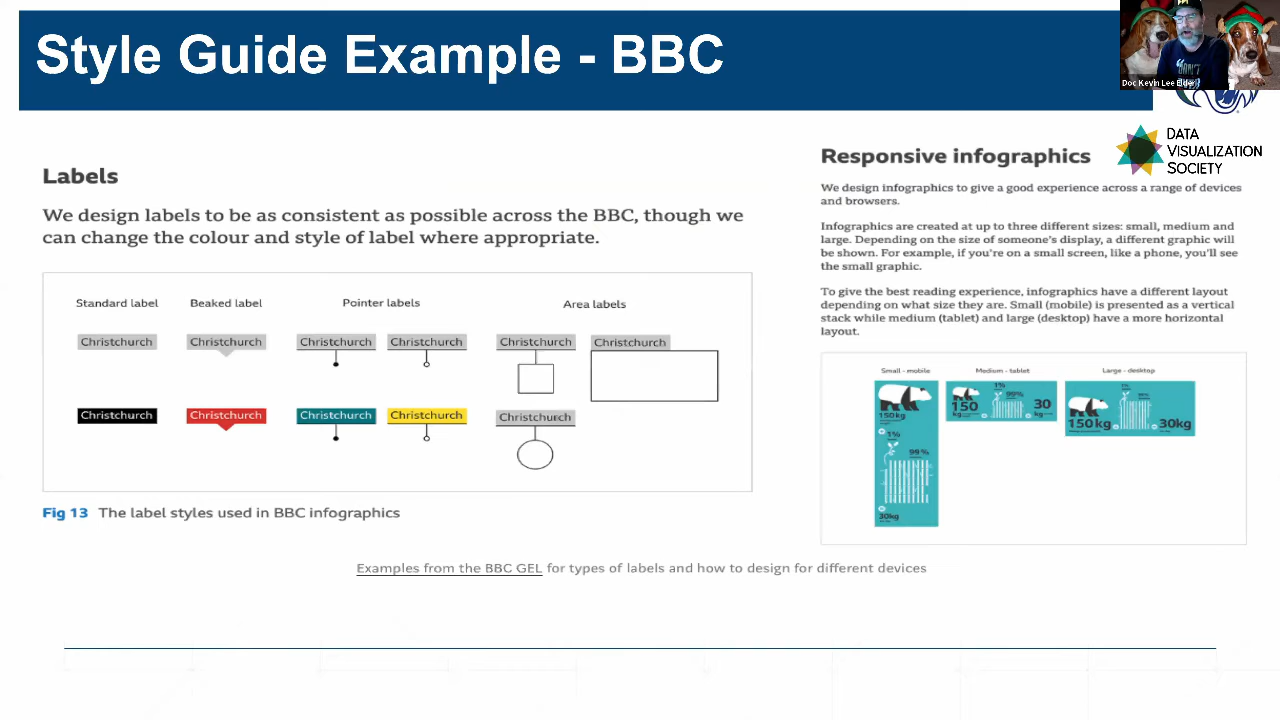 Style Guide Example - BBC
Doc Kevin Lee Elder
DATA
VISUALIZATION
SOCIETY
Labels
We design labels to be as consistent as possible across the BBC, though we
can change the colour and style of label where appropriate.
Standard label
Beaked label
Pointer labels
Area labels
Christchurch
Christchurch
Christchurch
Christchurch
Christchurch
Christchurch
Christchurch
Christchurch
Christchurch
Christchurch
Christchurch
Fig 13 The label styles used in BBC infographics
Responsive infographics
We design infographics to give a good experience across a range of devices
and browsers.
Infographics are created at up to three different sizes: small, medium and
large. Depending on the size of someone's display, a different graphic will
be shown. For example, if you're on a small screen, like a phone, you'll see
the small graphic.
To give the best reading experience, infographics have a different layout
depending on what size they are. Small (mobile) is presented as a vertical
stack while medium (tablet) and large (desktop) have a more horizontal
layout.
Small - mobile
Medium - tablet
Large - desktop
150kg
1%
99%
30kg
150
kg
1%
99%
30
kg
150kg
1%
99%
30kg
Examples from the BBC GEL for types of labels and how to design for different devices